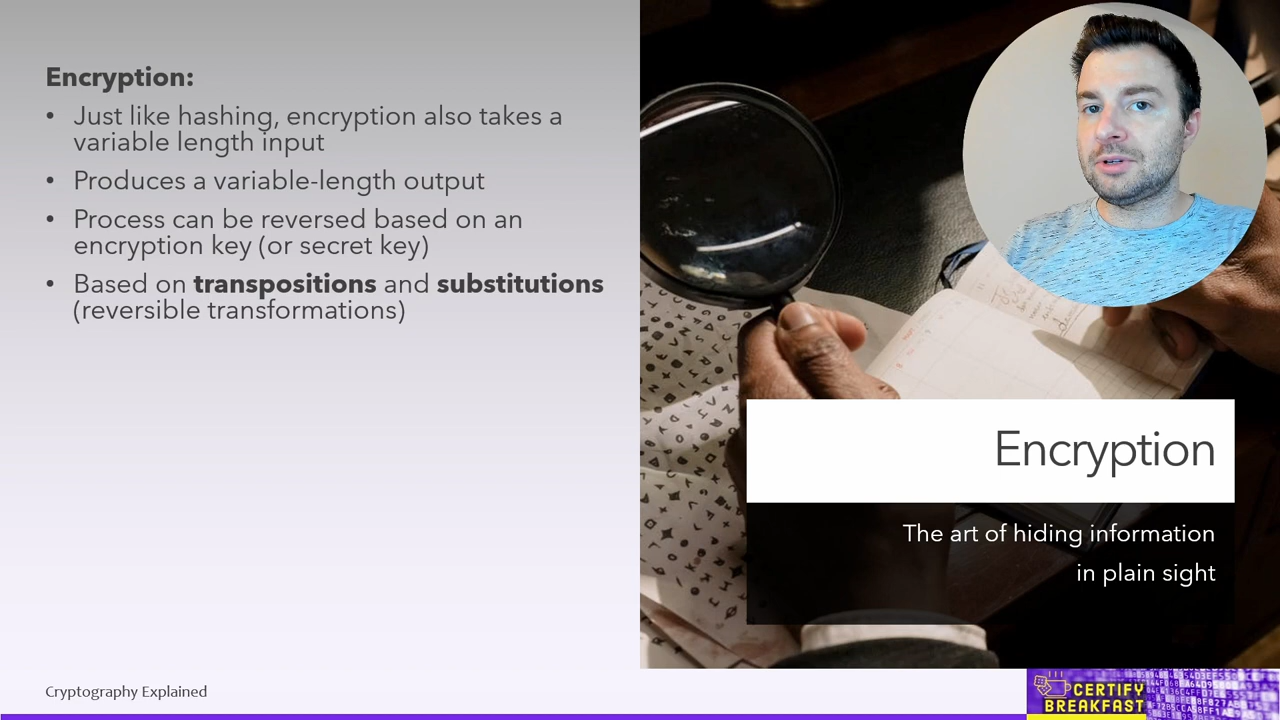 Encryption:
• Just like hashing, encryption also takes a
variable length input
• Produces a variable-length output
• Process can be reversed based on an
encryption key (or secret key)
• Based on transpositions and substitutions
(reversible transformations)
Encryption
The art of hiding information
in plain sight
Cryptography Explained
CERTIFY
BREAKFAST